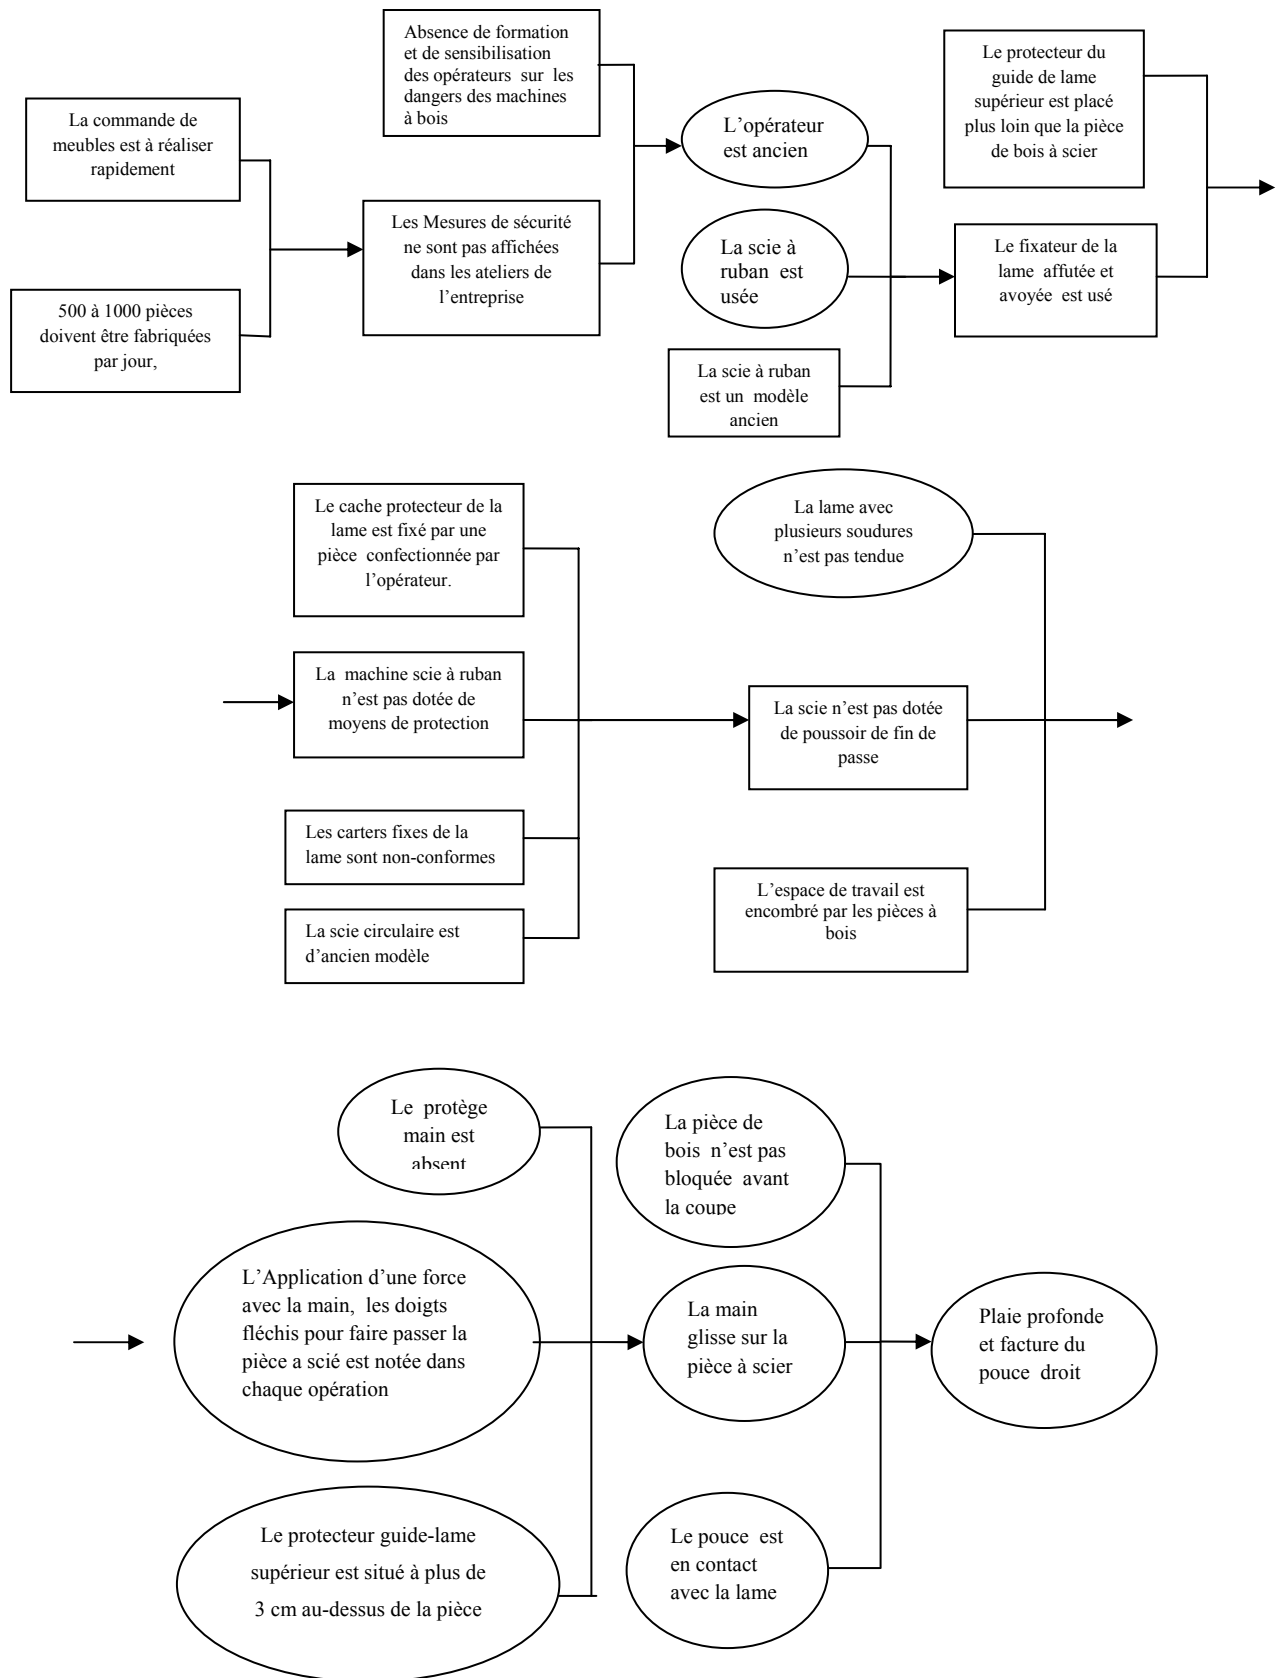 Absence de formation
et de sensibilisation
des opérateurs sur les
dangers des machines
à bois
Le protecteur du
guide de lame
supérieur est placé
plus loin que la pièce
de bois à scier
La commande de
meubles est à réaliser
rapidement
L’opérateur
est ancien
Les Mesures de sécurité
ne sont pas affichées
dans les ateliers de
l’entreprise
La scie à
ruban est
usée
Le fixateur de la
lame affutée et
avoyée est usé
500 à 1000 pièces
doivent être fabriquées
par jour,
La scie à ruban
est un modèle
ancien
Le cache protecteur de la
lame est fixé par une
pièce confectionnée par
l’opérateur.
La lame avec
plusieurs soudures
n’est pas tendue
La machine scie à ruban
n’est pas dotée de
moyens de protection
La scie n’est pas dotée
de poussoir de fin de
passe
Les carters fixes de la
lame sont non-conformes
L’espace de travail est
encombré par les pièces à
bois
La scie circulaire est
d’ancien modèle
Le protège
main est
absent
La pièce de
bois n’est pas
bloquée avant
la coupe
L’Application d’une force
avec la main, les doigts
fléchis pour faire passer la
pièce a scié est notée dans
chaque opération
La main
glisse sur la
pièce à scier
Plaie profonde
et facture du
pouce droit
Le protecteur guide-lame
supérieur est situé à plus de
3 cm au-dessus de la pièce
Le pouce est
en contact
avec la lame